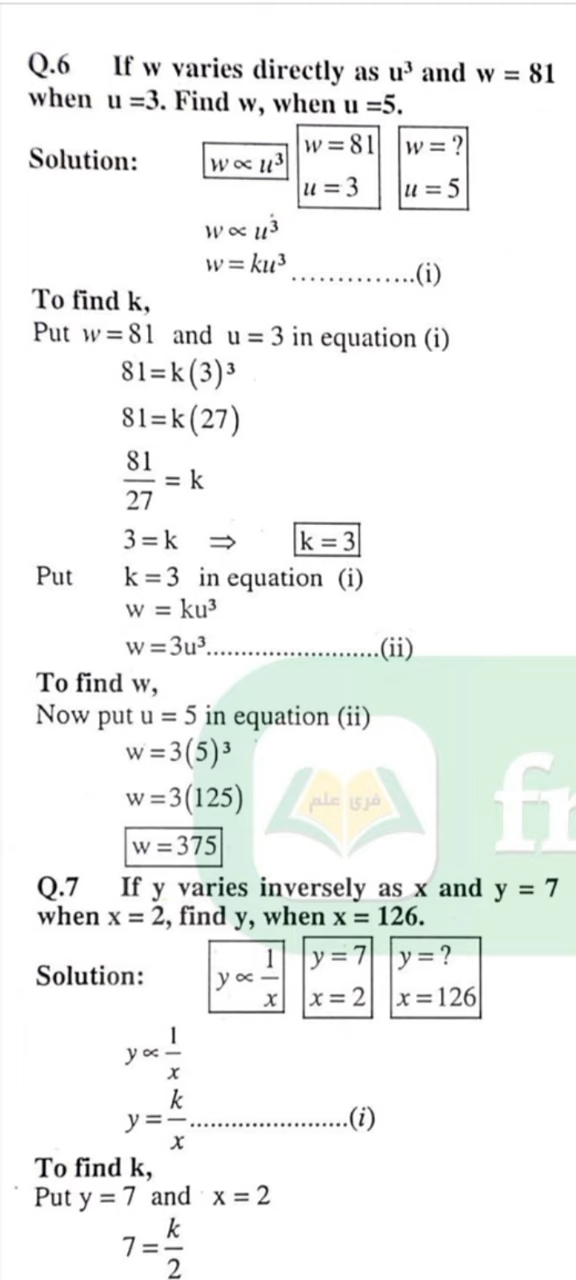 Q.6 If w varies directly as u³ and w = 81
when u =3. Find w, when u =5.
Solution: w ∝ u³ w = 81 w = ?
u = 3 u = 5
w ∝ u³
w = ku³ ..............(i)
To find k,
Put w = 81 and u = 3 in equation (i)
81=k(3)³
81=k(27)
81/27 = k
3=k ⇒ k = 3
Put k=3 in equation (i)
w = ku³
w=3u³.........................(ii)
To find w,
Now put u = 5 in equation (ii)
w=3(5)³
w=3(125)
فری علم
fr
w=375
Q.7 If y varies inversely as x and y = 7
when x = 2, find y, when x = 126.
Solution: y ∝ 1/x y = 7 y = ?
x = 2 x = 126
y ∝ 1/x
y = k/x ......................(i)
To find k,
Put y = 7 and x = 2
7 = k/2